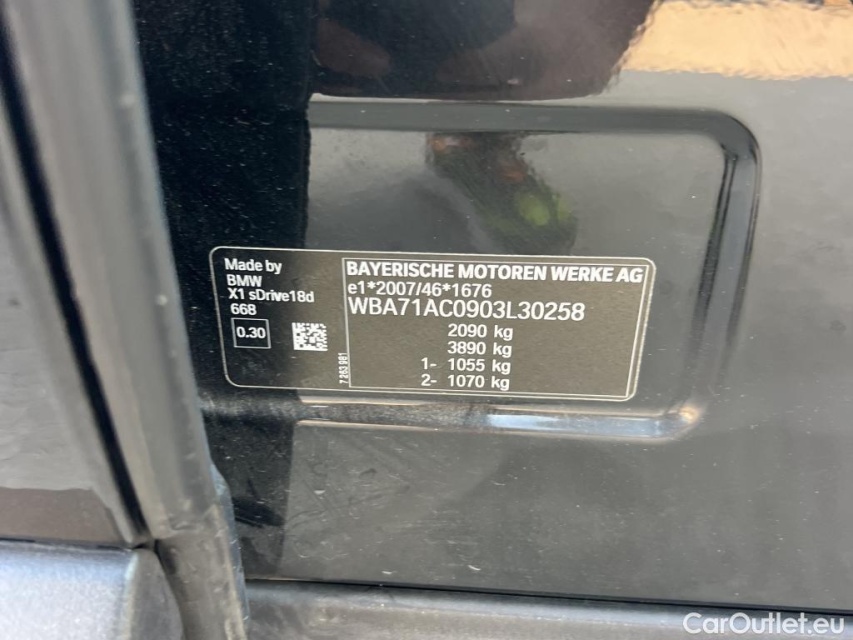 Made by
BMW
X1 sDrive18d
668
0.30
7 263 981
BAYERISCHE MOTOREN WERKE AG
e1*2007/46*1676
WBA71AC0903L30258
2090 kg
3890 kg
1- 1055 kg
2- 1070 kg
CarOutlet.eu